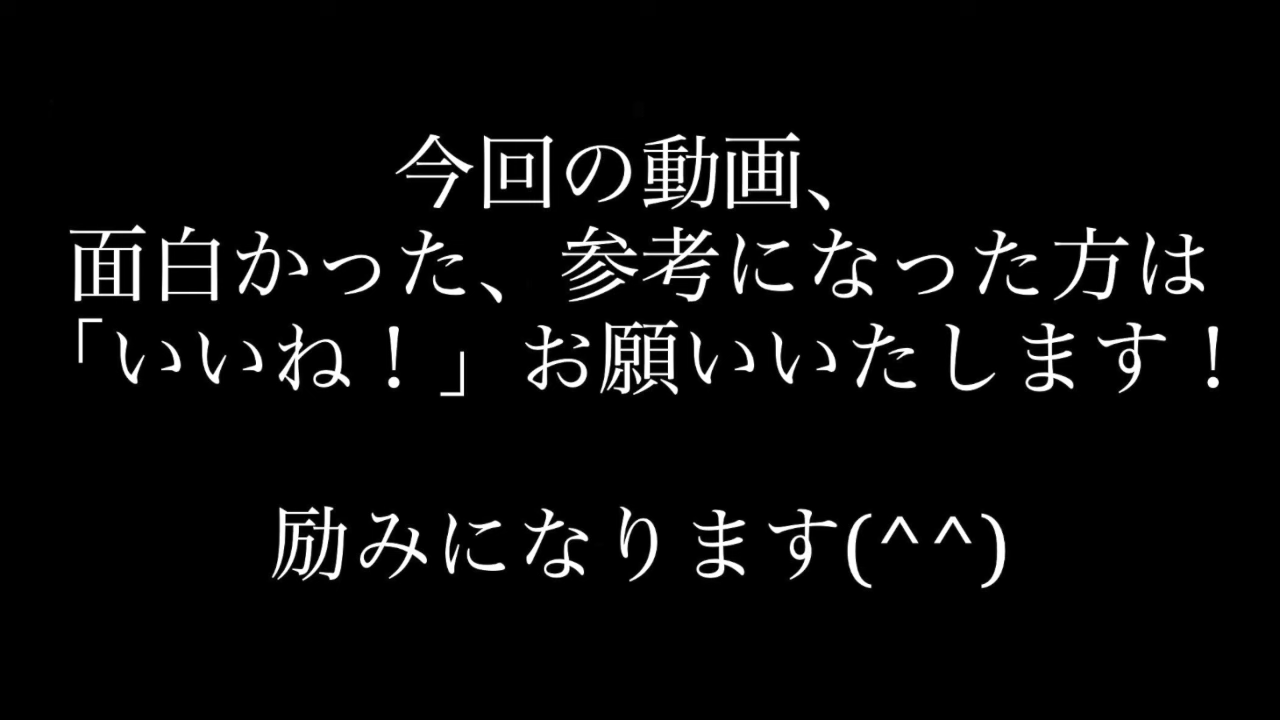 今回の動画、
面白かった、参考になった方は
「いいね！」お願いいたします！
励みになります(^^)